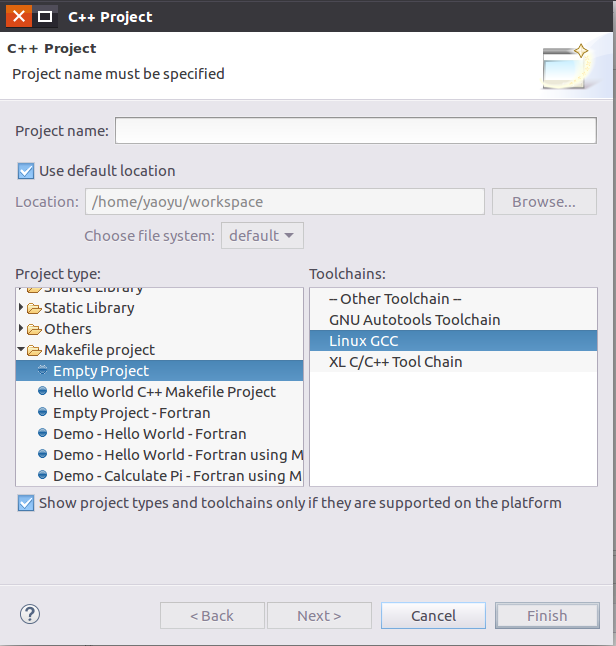 C++ Project
C++ Project
Project name must be specified
Project name:
Use default location
Location: /home/yaoyu/workspace Browse...
Choose file system: default
Project type: Toolchains:
Shared Library
Static Library
Others
Makefile project
Empty Project
Hello World C++ Makefile Project
Empty Project - Fortran
Demo - Hello World - Fortran
Demo - Hello World - Fortran using M
Demo - Calculate Pi - Fortran using M
-- Other Toolchain --
GNU Autotools Toolchain
Linux GCC
XL C/C++ Tool Chain
Show project types and toolchains only if they are supported on the platform
? < Back Next > Cancel Finish